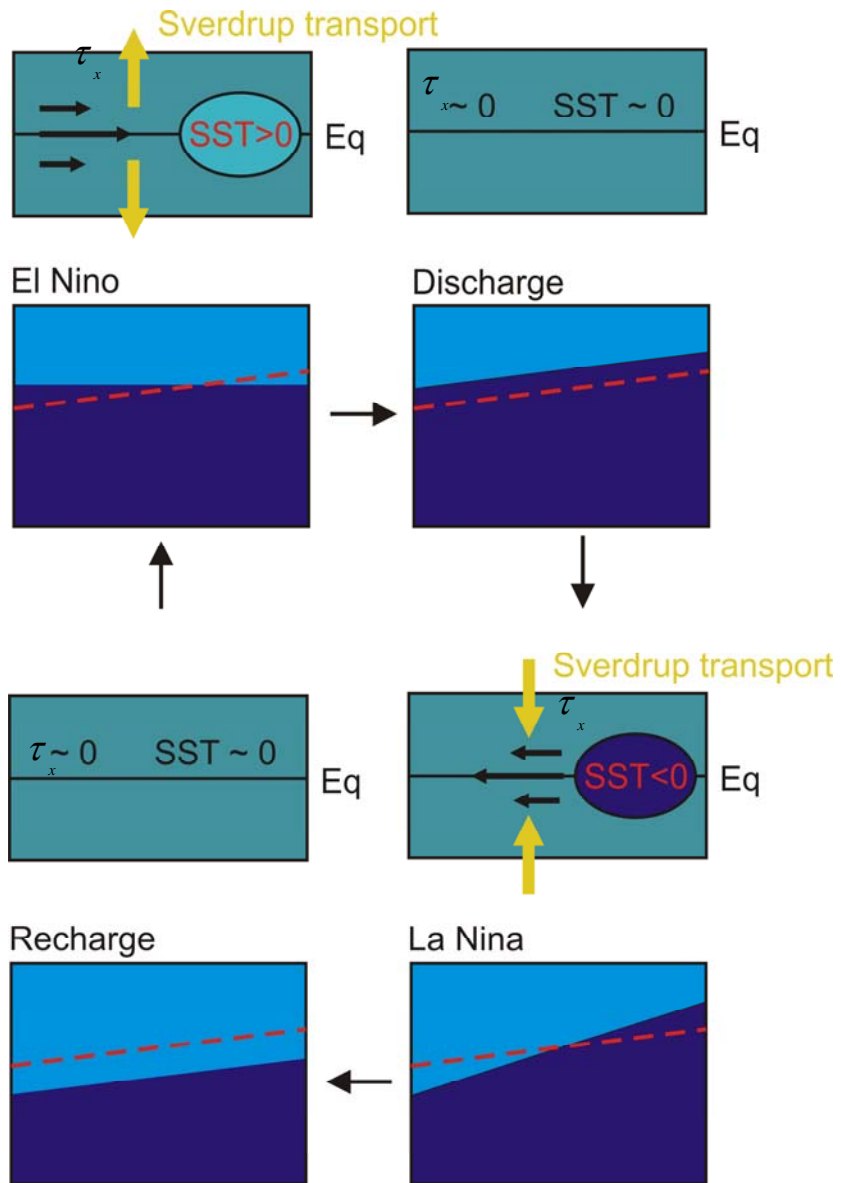 Sverdrup transport
τx
SST>0
Eq
τx~ 0 SST ~ 0
Eq
El Nino
Discharge
Sverdrup transport
τx~ 0 SST ~ 0
Eq
τx
SST<0
Eq
Recharge
La Nina